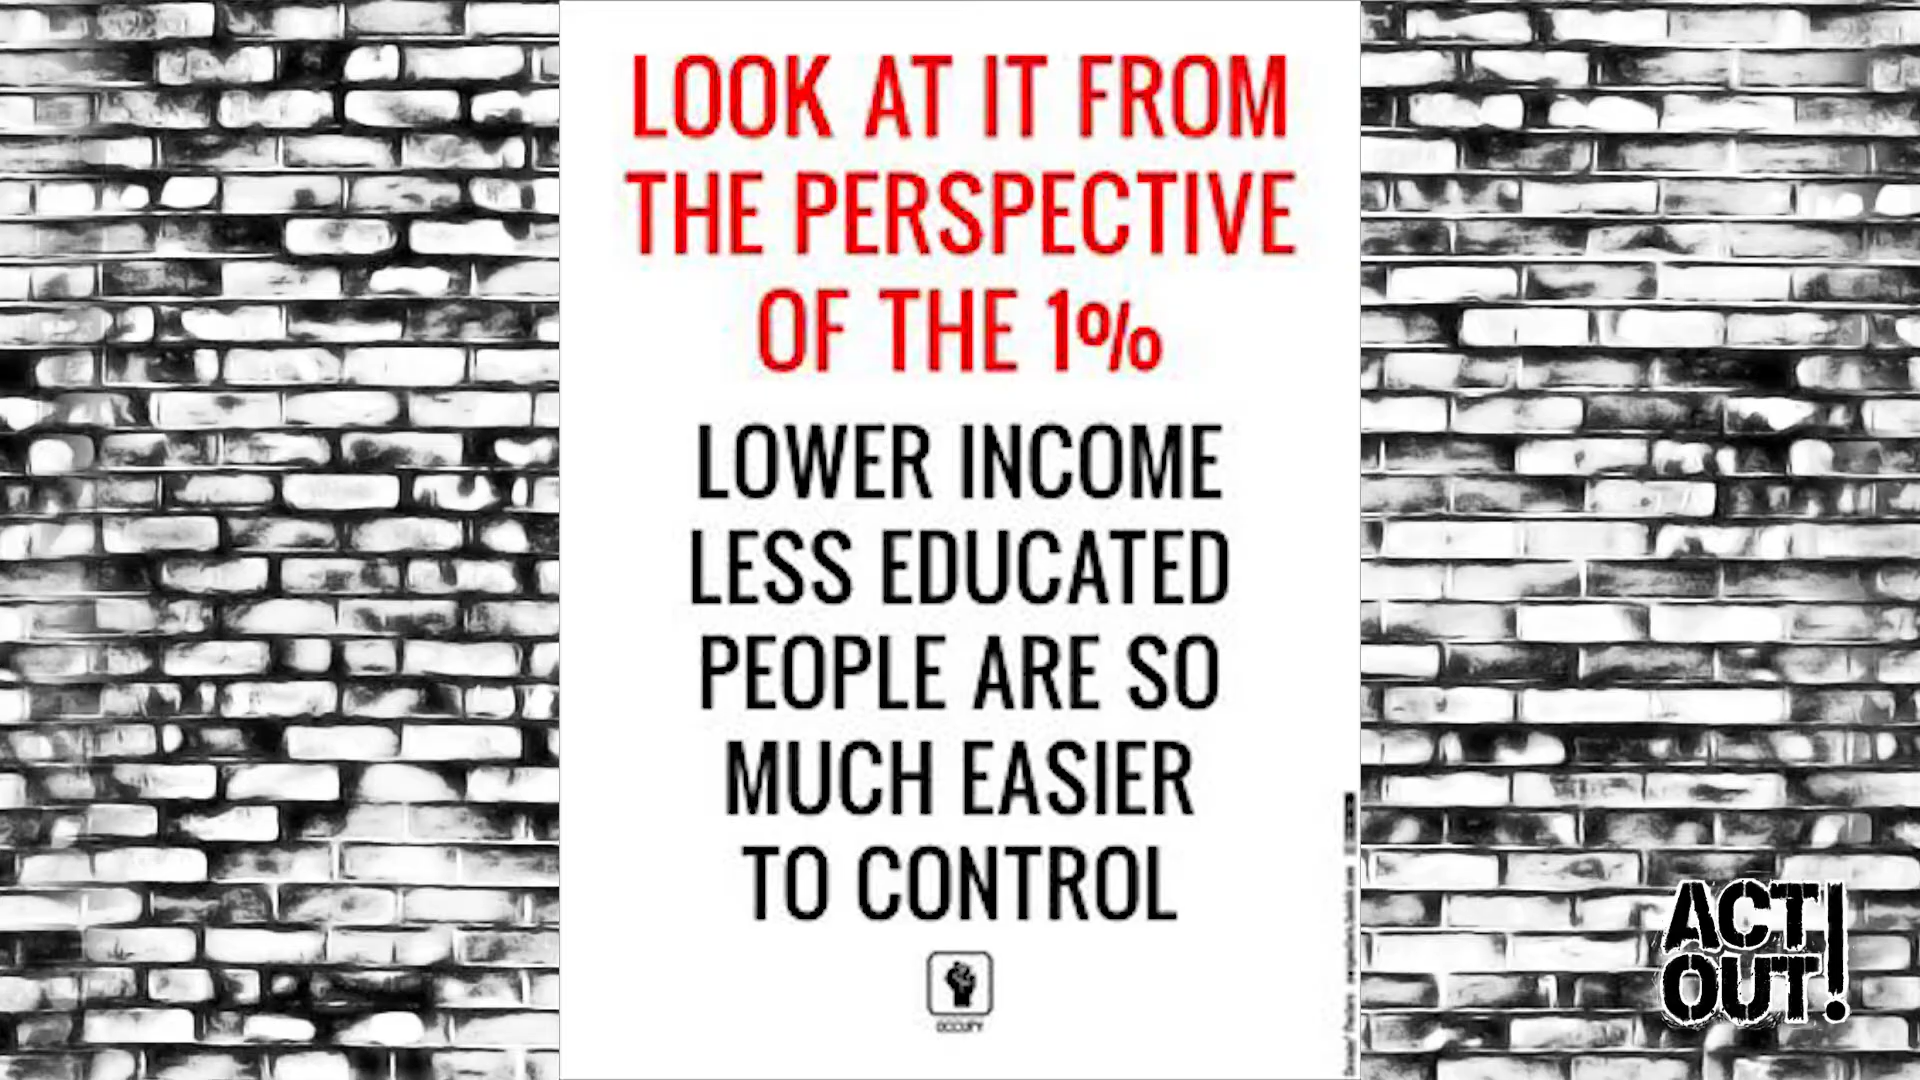 LOOK AT IT FROM
THE PERSPECTIVE
OF THE 1%
LOWER INCOME
LESS EDUCATED
PEOPLE ARE SO
MUCH EASIER
TO CONTROL
OCCUPY
ACT
OUT!